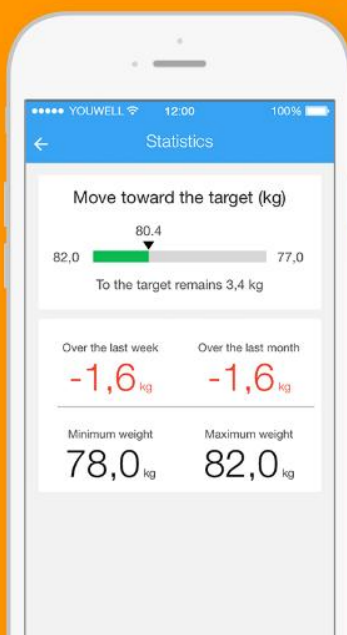 YOUWELL 12:00 100%
Statistics
Move toward the target (kg)
80.4
82,0 77,0
To the target remains 3,4 kg
Over the last week Over the last month
-1,6 kg -1,6 kg
Minimum weight Maximum weight
78,0 kg 82,0 kg